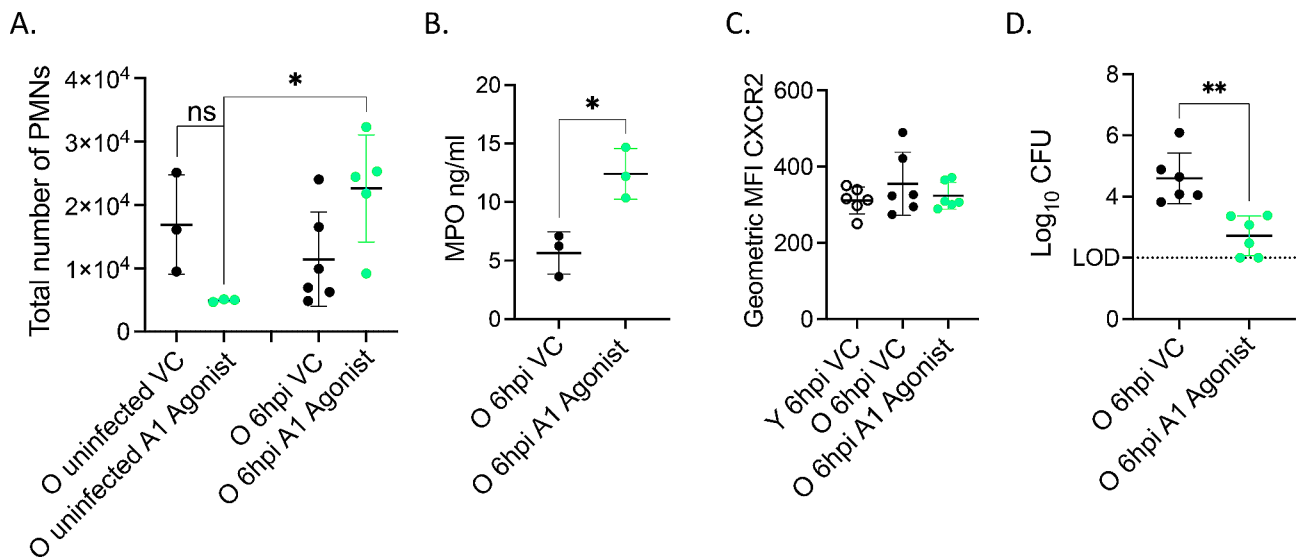 A.
Total number of PMNs
4×10⁴
3×10⁴
2×10⁴
1×10⁴
0
ns
*
O uninfected VC
O uninfected A1 Agonist
O 6hpi VC
O 6hpi A1 Agonist
B.
MPO ng/ml
20
15
10
5
0
*
O 6hpi VC
O 6hpi A1 Agonist
C.
Geometric MFI CXCR2
600
400
200
0
Y 6hpi VC
O 6hpi VC
O 6hpi A1 Agonist
D.
Log₁₀ CFU
8
6
4
LOD
0
**
O 6hpi VC
O 6hpi A1 Agonist